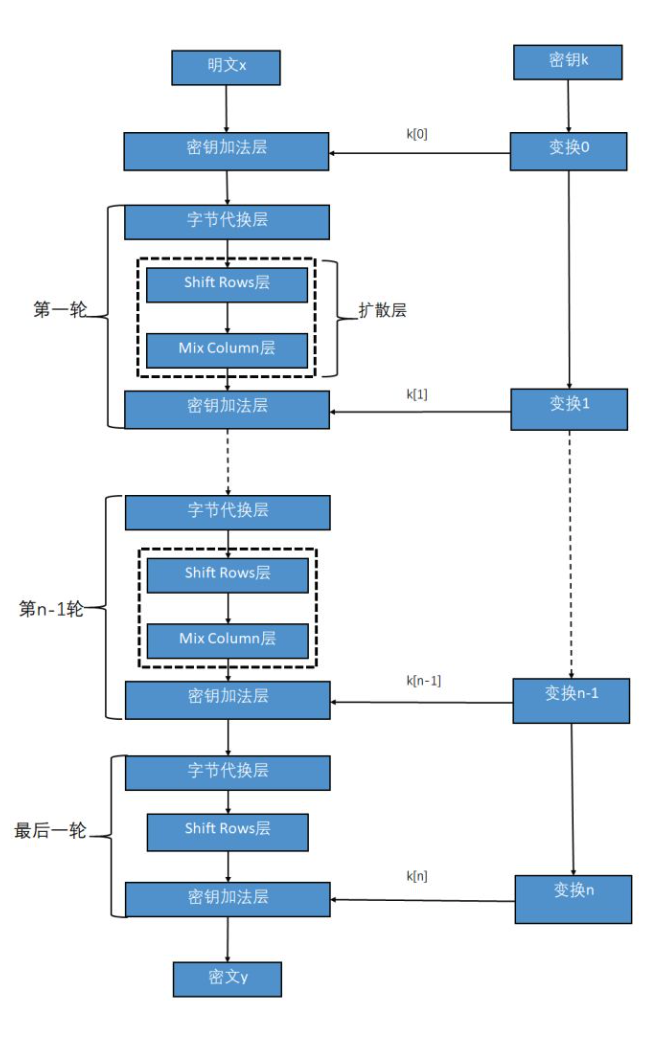 明文x
密钥k
密钥加法层
k[0]
变换0
字节代换层
Shift Rows层
第一轮
扩散层
Mix Column层
密钥加法层
k[1]
变换1
字节代换层
Shift Rows层
第n-1轮
Mix Column层
密钥加法层
k[n-1]
变换n-1
字节代换层
最后一轮
Shift Rows层
密钥加法层
k[n]
变换n
密文y